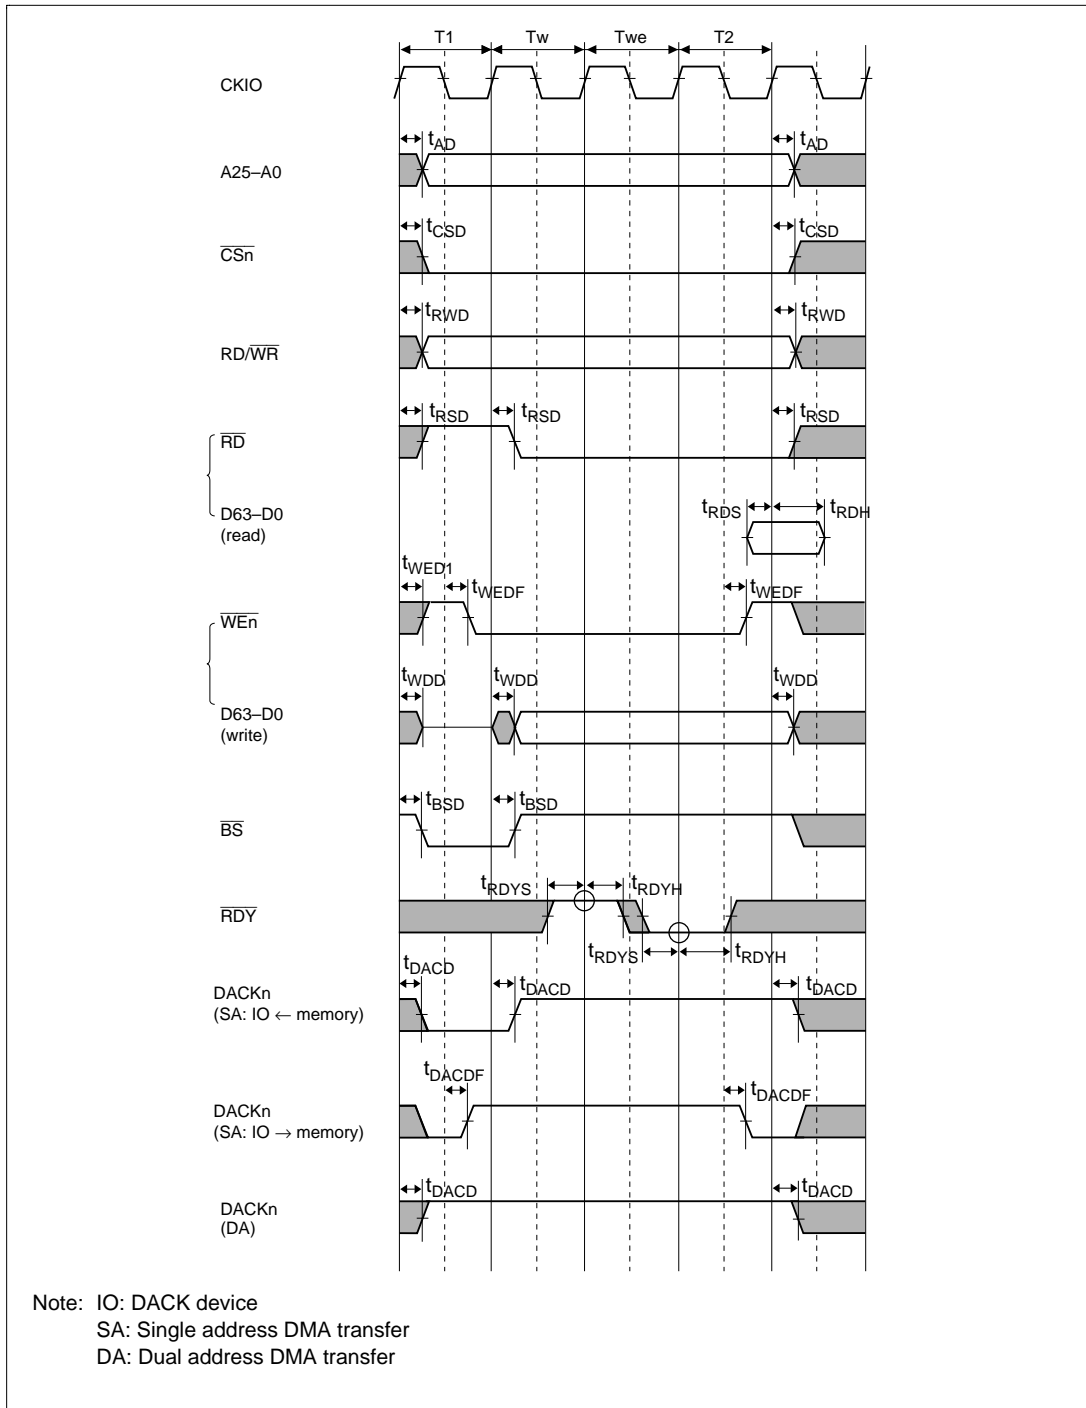 T1 Tw Twe T2
CKIO
tAD tAD
A25–A0
tCSD tCSD
CSn
tRWD tRWD
RD/WR
tRSD tRSD tRSD
RD
tRDS tRDH
D63–D0
(read)
tWED1 tWEDF tWEDF
WEn
tWDD tWDD tWDD
D63–D0
(write)
tBSD tBSD
BS
tRDYS tRDYH
RDY
tRDYS tRDYH
tDACD tDACD tDACD
DACKn
(SA: IO ← memory)
tDACDF tDACDF
DACKn
(SA: IO → memory)
tDACD tDACD
DACKn
(DA)
Note: IO: DACK device
SA: Single address DMA transfer
DA: Dual address DMA transfer